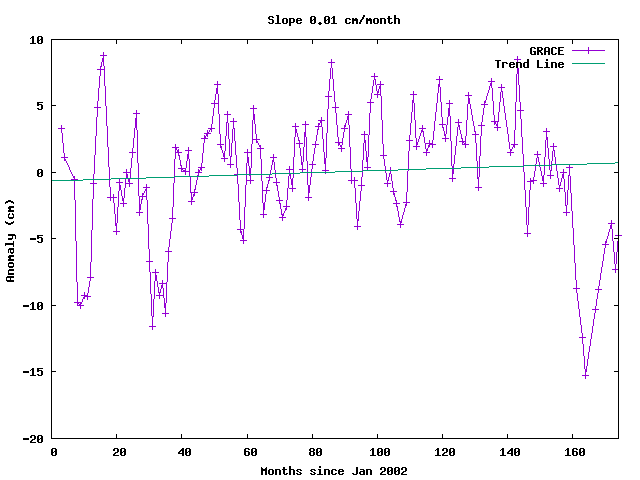 Slope 0.01 cm/month
GRACE
Trend Line
10
5
0
-5
-10
-15
-20
Anomaly (cm)
0 20 40 60 80 100 120 140 160
Months since Jan 2002